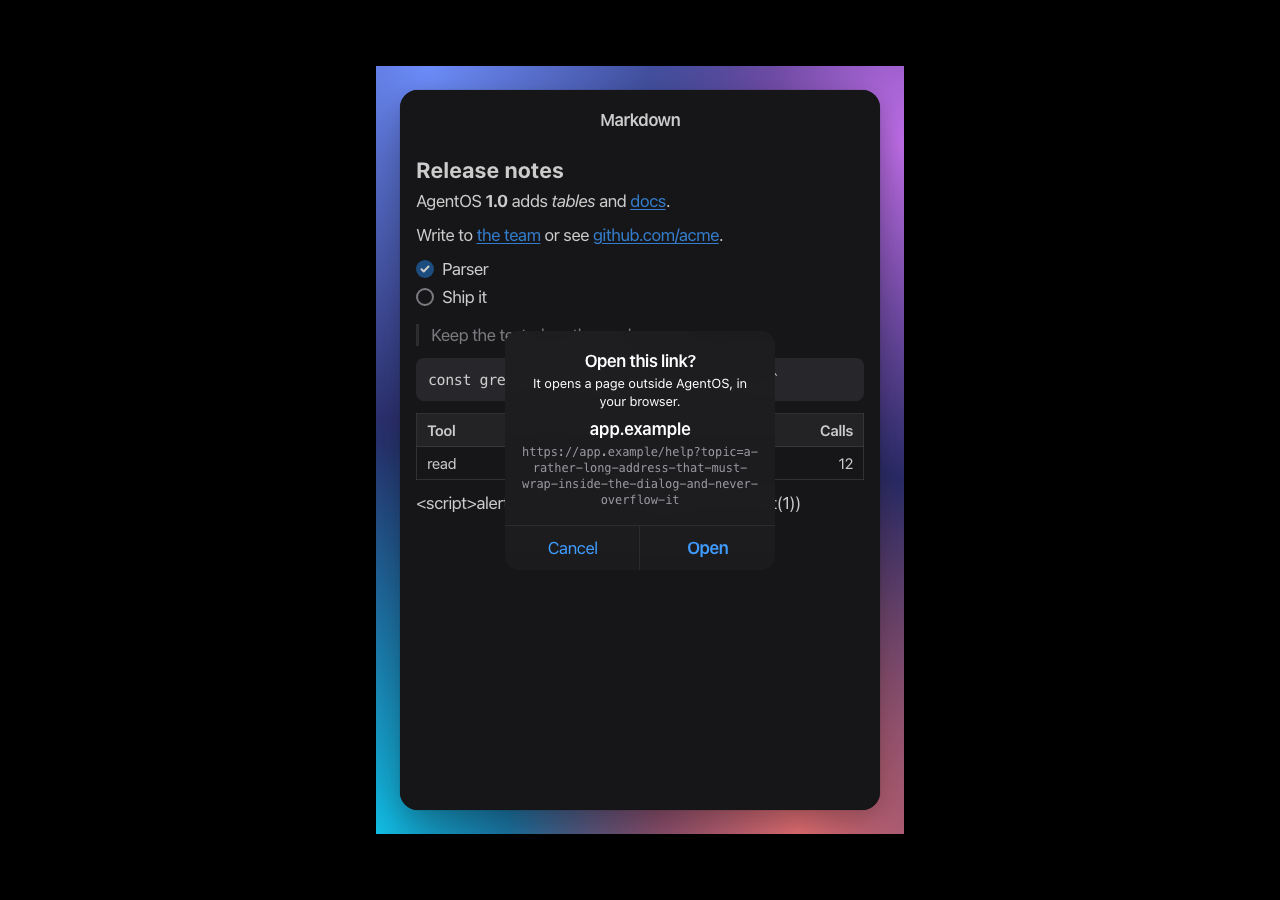 Markdown
Release notes
AgentOS 1.0 adds tables and docs.
Write to the team or see github.com/acme.
Parser
Ship it
Keep the
const gre
Tool
Calls
read
12
<script>aler
(1))
Open this link?
It opens a page outside AgentOS, in
your browser.
app.example
https://app.example/help?topic=a-
rather-long-address-that-must-
wrap-inside-the-dialog-and-never-
overflow-it
Cancel
Open